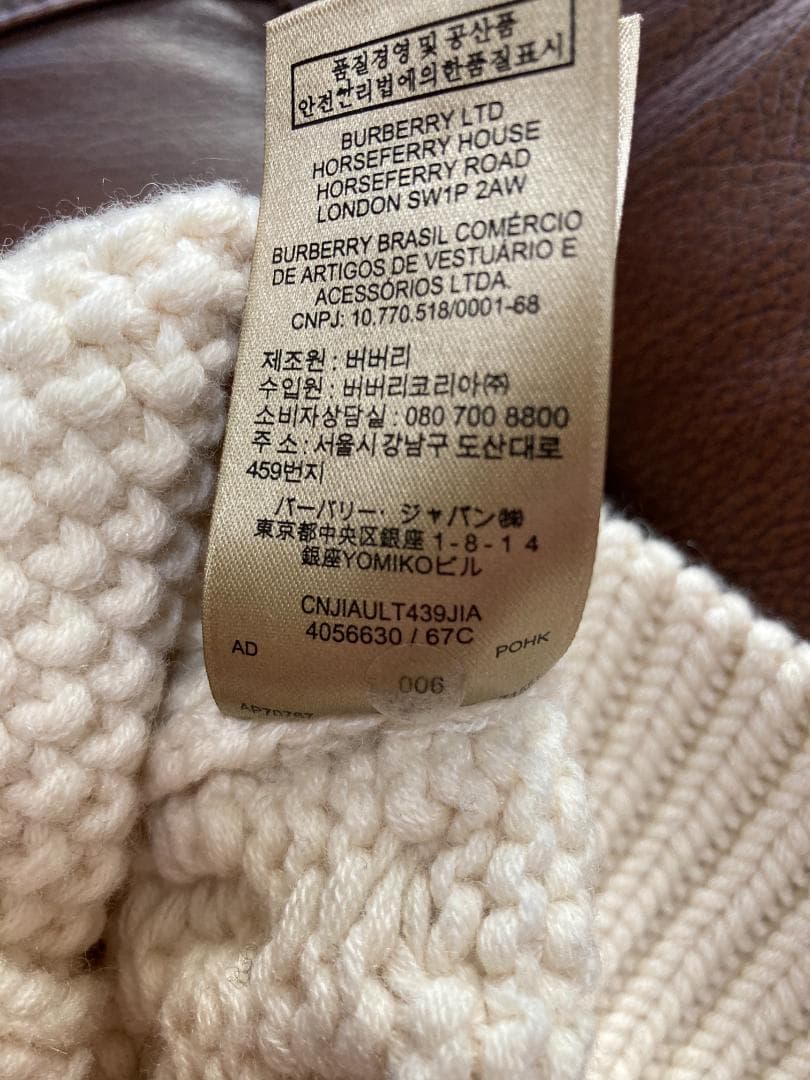 품질경영 및 공산품
안전관리법에의한품질표시
BURBERRY LTD
HORSEFERRY HOUSE
HORSEFERRY ROAD
LONDON SW1P 2AW
BURBERRY BRASIL COMÉRCIO
DE ARTIGOS DE VESTUÁRIO E
ACESSÓRIOS LTDA.
CNPJ: 10.770.518/0001-68
제조원 : 버버리
수입원 : 버버리코리아㈜
소비자상담실 : 080 700 8800
주 소 : 서울시 강남구 도산대로
459번지
バーバリー・ジャパン㈱
東京都中央区銀座 1-8-14
銀座YOMIKOビル
CNJIAULT439JIA
4056630 / 67C
AD
POHK
006